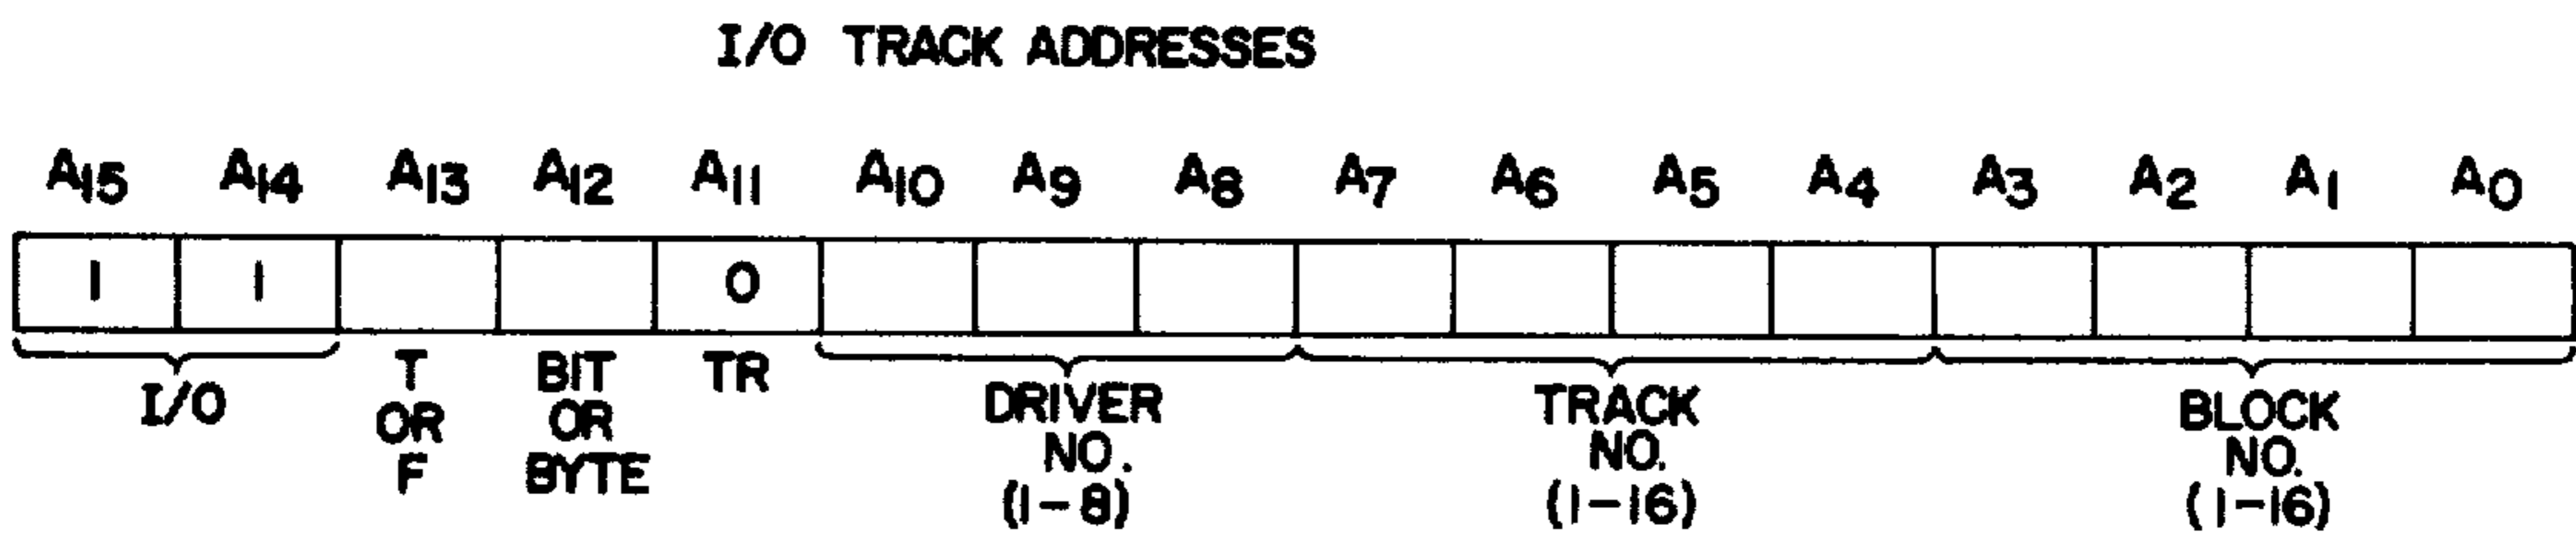 I/O TRACK ADDRESSES
A15 A14 A13 A12 A11 A10 A9 A8 A7 A6 A5 A4 A3 A2 A1 A0
1 1 0
I/O
T
OR
F
BIT
OR
BYTE
TR
DRIVER
NO.
(1-8)
TRACK
NO.
(1-16)
BLOCK
NO.
(1-16)